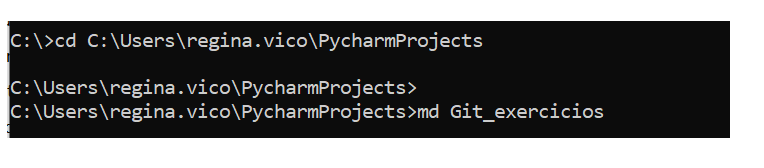 C:\>cd C:\Users\regina.vico\PycharmProjects
C:\Users\regina.vico\PycharmProjects>
C:\Users\regina.vico\PycharmProjects>md Git_exercicios